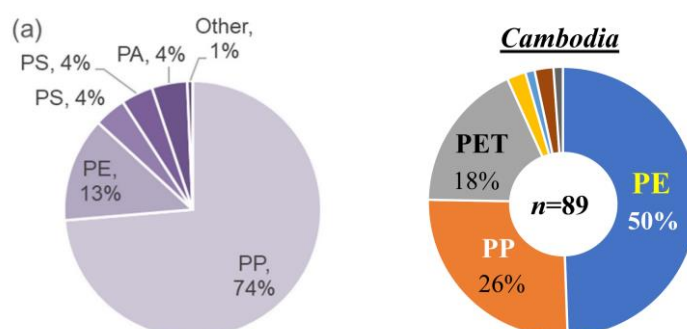 (a)
Other,
1%
PA, 4%
PS, 4%
PS, 4%
PE,
13%
PP,
74%
Cambodia
PET
18%
n=89
PE
50%
PP
26%